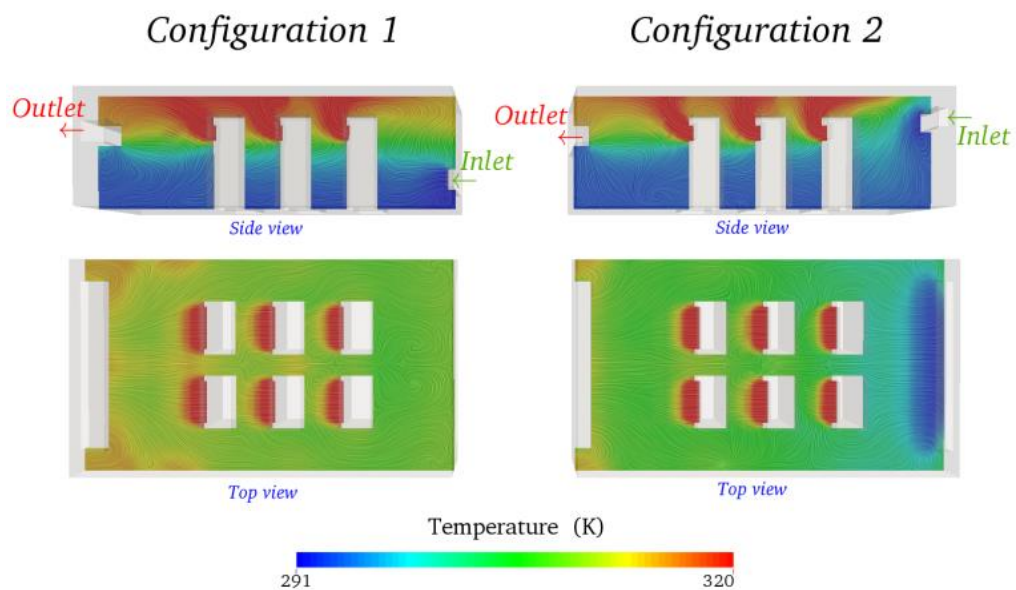 Configuration 1
Configuration 2
Outlet
Inlet
Side view
Outlet
Inlet
Side view
Top view
Top view
Temperature (K)
291
320